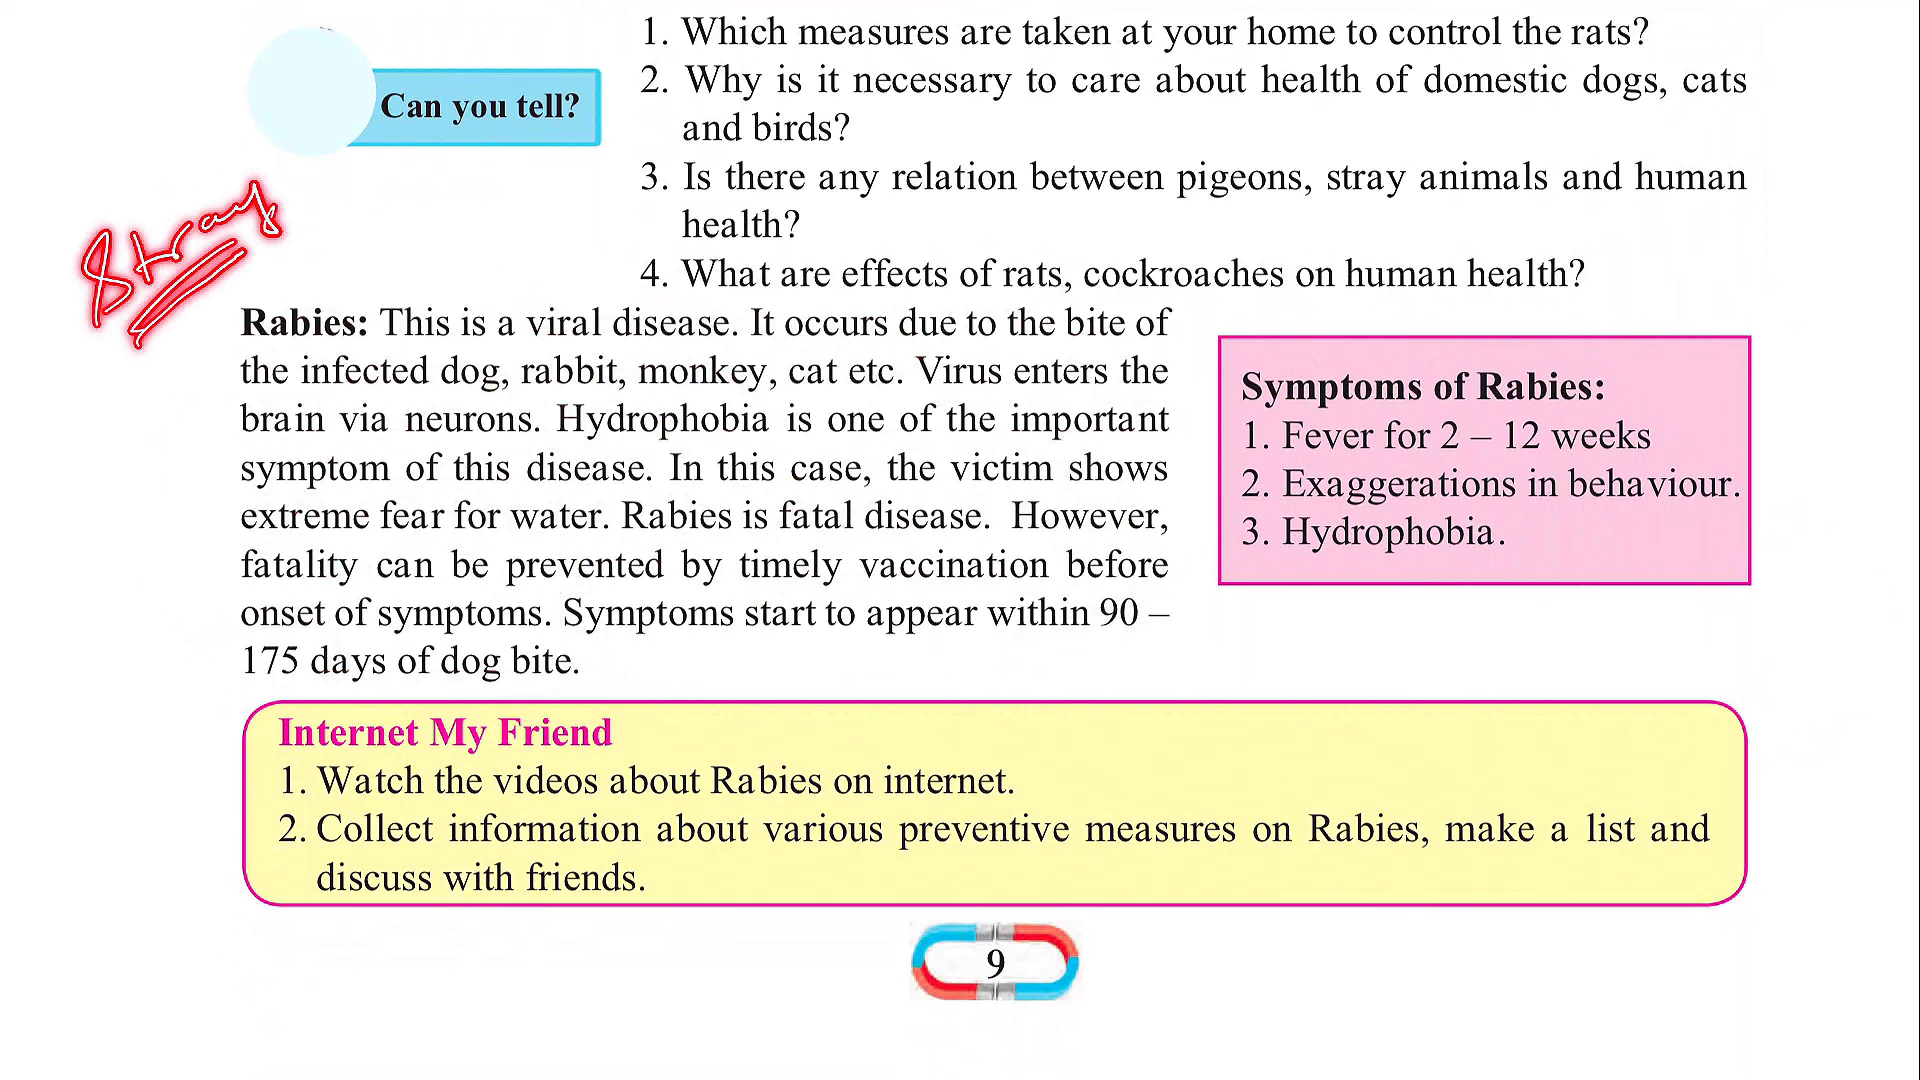 1. Which measures are taken at your home to control the rats?
2. Why is it necessary to care about health of domestic dogs, cats
and birds?
Can you tell?
3. Is there any relation between pigeons, stray animals and human
health?
4. What are effects of rats, cockroaches on human health?
Stray
Rabies: This is a viral disease. It occurs due to the bite of
the infected dog, rabbit, monkey, cat etc. Virus enters the
brain via neurons. Hydrophobia is one of the important
symptom of this disease. In this case, the victim shows
extreme fear for water. Rabies is fatal disease. However,
fatality can be prevented by timely vaccination before
onset of symptoms. Symptoms start to appear within 90 –
175 days of dog bite.
Symptoms of Rabies:
1. Fever for 2 – 12 weeks
2. Exaggerations in behaviour.
3. Hydrophobia.
Internet My Friend
1. Watch the videos about Rabies on internet.
2. Collect information about various preventive measures on Rabies, make a list and
discuss with friends.
9